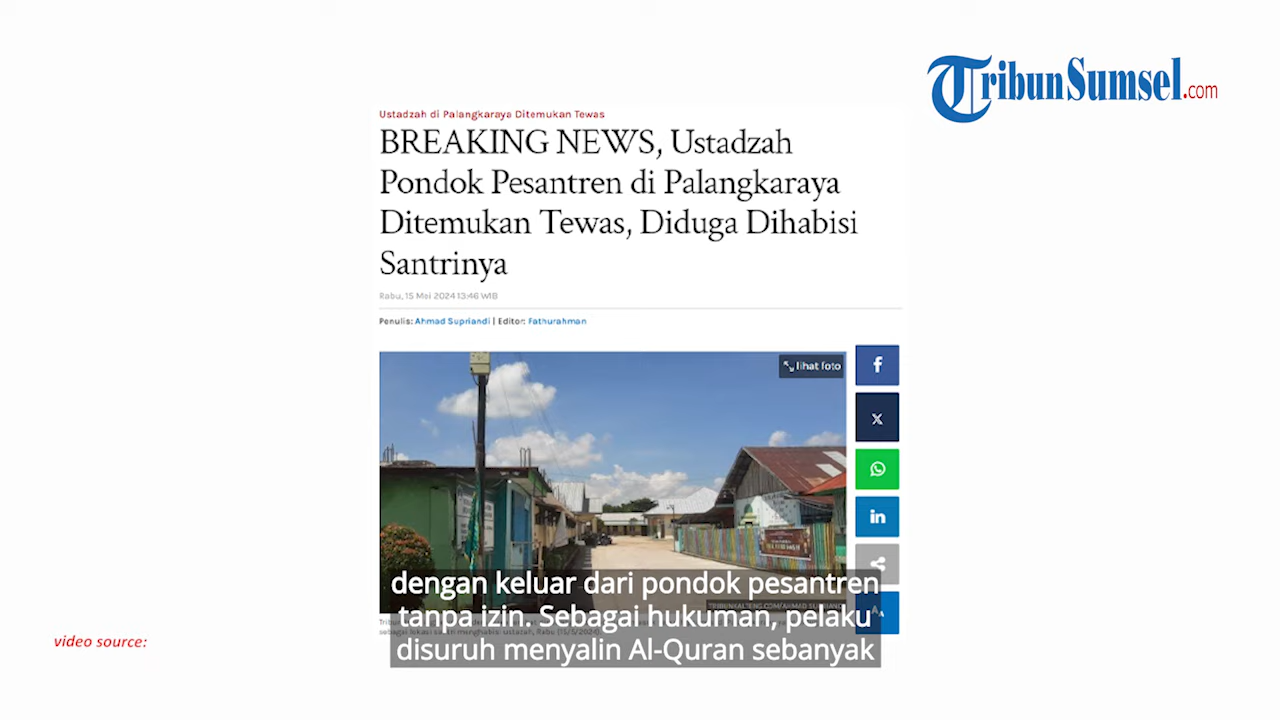 TribunSumsel.com
Ustadzah di Palangkaraya Ditemukan Tewas
BREAKING NEWS, Ustadzah
Pondok Pesantren di Palangkaraya
Ditemukan Tewas, Diduga Dihabisi
Santrinya
Rabu, 15 Mei 2024 13:46 WIB
Penulis: Ahmad Supriandi | Editor: Fathurahman
lihat foto
dengan keluar dari pondok pesantren
tanpa izin. Sebagai hukuman, pelaku
disuruh menyalin Al-Quran sebanyak
video source: